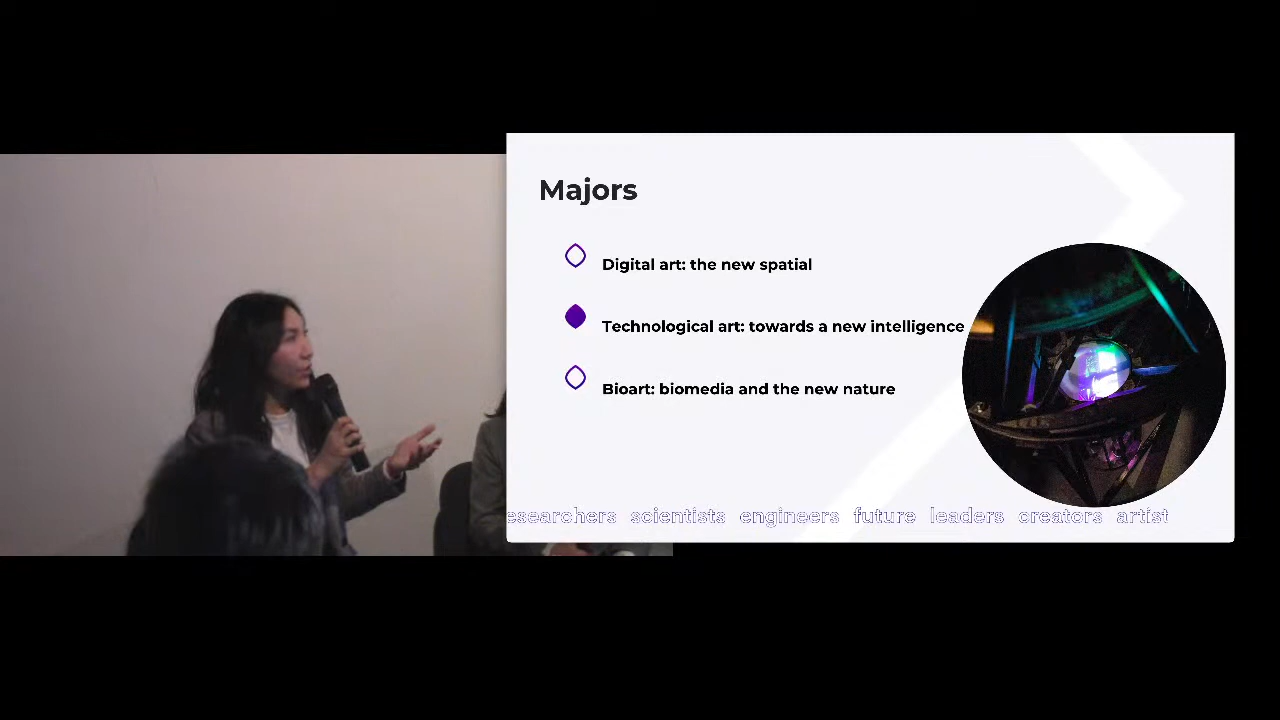 Majors
Digital art: the new spatial
Technological art: towards a new intelligence
Bioart: biomedia and the new nature
esearchers scientists engineers future leaders creators artist